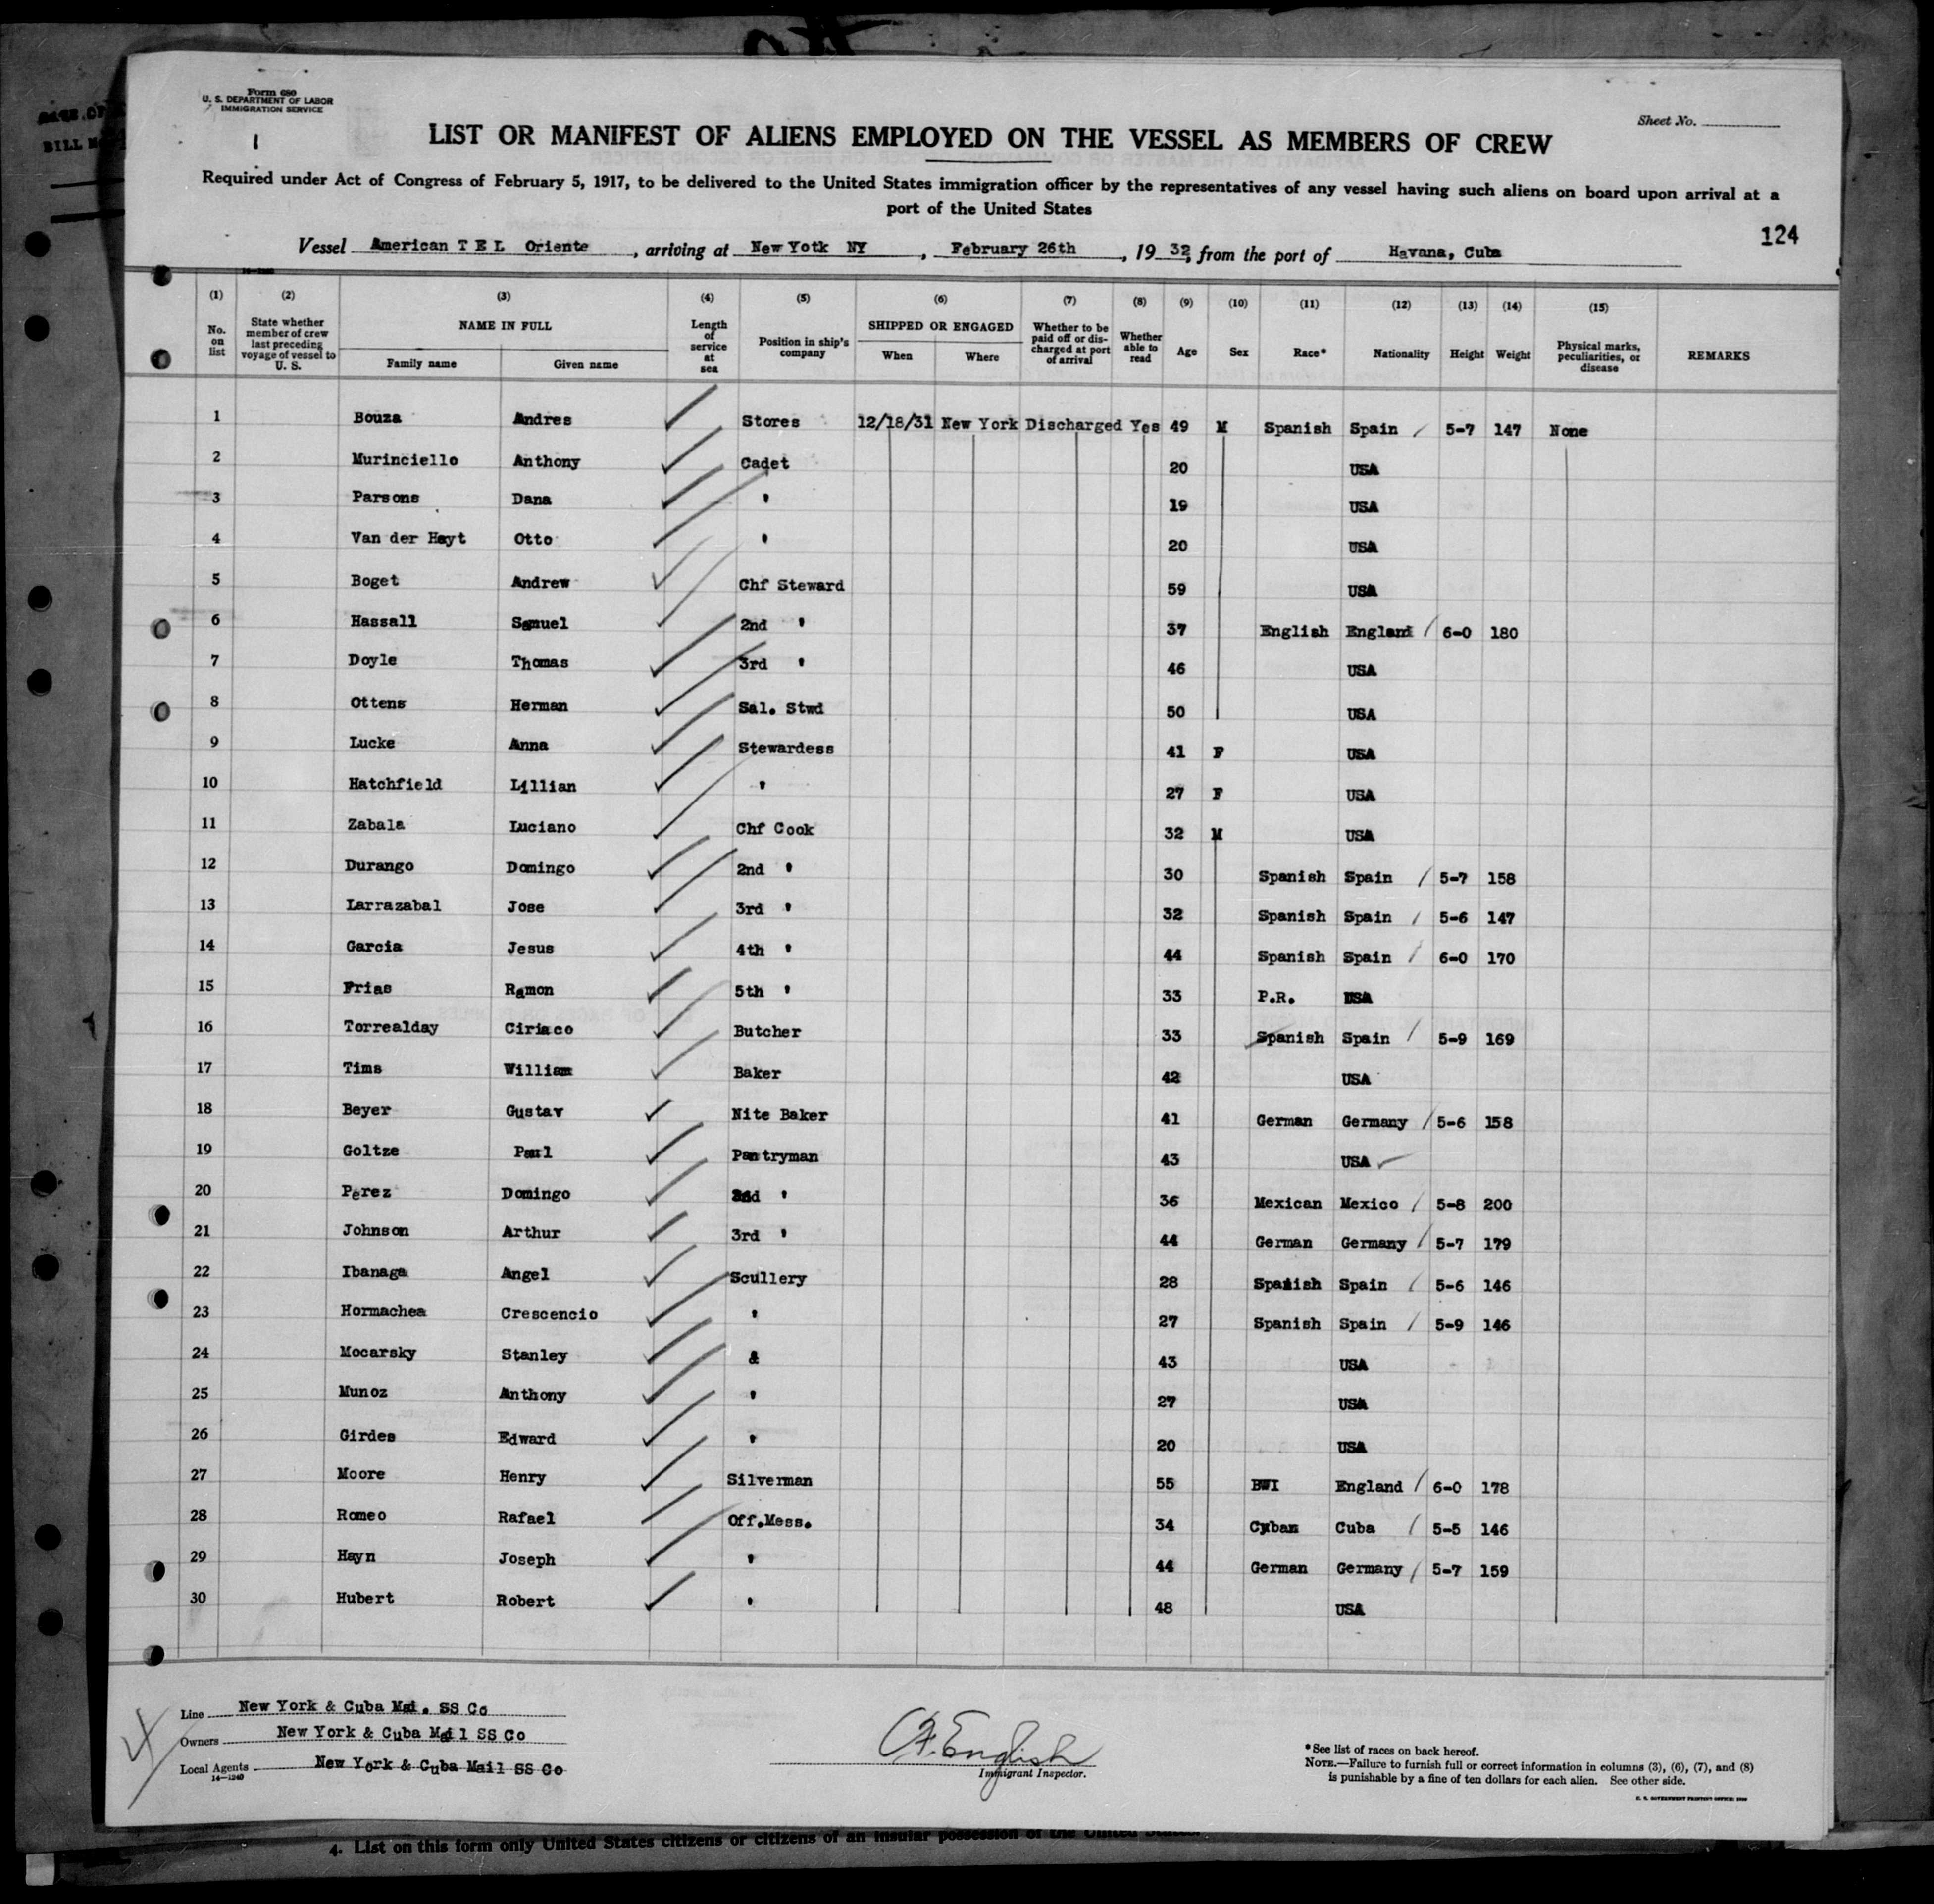 Form 680
U. S. DEPARTMENT OF LABOR
IMMIGRATION SERVICE
Sheet No.
LIST OR MANIFEST OF ALIENS EMPLOYED ON THE VESSEL AS MEMBERS OF CREW
Required under Act of Congress of February 5, 1917, to be delivered to the United States immigration officer by the representatives of any vessel having such aliens on board upon arrival at a
port of the United States
124
Vessel American T E L Oriente, arriving at New Yotk NY, February 26th, 1932, from the port of Havana, Cuba
(1) (2) (3) (4) (5) (6) (7) (8) (9) (10) (11) (12) (13) (14) (15)
No. on list State whether member of crew last preceding voyage of vessel to U. S. NAME IN FULL Family name Given name Length of service at sea Position in ship's company SHIPPED OR ENGAGED When Where Whether to be paid off or discharged at port of arrival Whether able to read Age Sex Race* Nationality Height Weight Physical marks, peculiarities, or disease REMARKS
1 Bouza Andres Stores 12/18/31 New York Discharged Yes 49 M Spanish Spain 5-7 147 None
2 Murinciello Anthony Cadet 20 USA
3 Parsons Dana ' 19 USA
4 Van der Heyt Otto ' 20 USA
5 Boget Andrew Chf Steward 59 USA
6 Hassall Samuel 2nd ' 37 English England 6-0 180
7 Doyle Thomas 3rd ' 46 USA
8 Ottens Herman Sal. Stwd 50 USA
9 Lucke Anna Stewardess 41 F USA
10 Hatchfield Lillian ' 27 F USA
11 Zabala Luciano Chf Cook 32 M USA
12 Durango Domingo 2nd ' 30 Spanish Spain 5-7 158
13 Larrazabal Jose 3rd ' 32 Spanish Spain 5-6 147
14 Garcia Jesus 4th ' 44 Spanish Spain 6-0 170
15 Frias Ramon 5th ' 33 P.R. USA
16 Torrealday Ciriaco Butcher 33 Spanish Spain 5-9 169
17 Tims William Baker 42 USA
18 Beyer Gustav Nite Baker 41 German Germany 5-6 158
19 Goltze Paul Pantryman 43 USA
20 Perez Domingo 2nd ' 36 Mexican Mexico 5-8 200
21 Johnson Arthur 3rd ' 44 German Germany 5-7 179
22 Ibanaga Angel Scullery 28 Spanish Spain 5-6 146
23 Hormachea Crescencio ' 27 Spanish Spain 5-9 146
24 Mocarsky Stanley & 43 USA
25 Munoz Anthony ' 27 USA
26 Girdes Edward ' 20 USA
27 Moore Henry Silverman 55 BWI England 6-0 178
28 Romeo Rafael Off.Mess. 34 Cuban Cuba 5-5 146
29 Hayn Joseph ' 44 German Germany 5-7 159
30 Hubert Robert ' 48 USA
Line New York & Cuba Mai. SS Co
Owners New York & Cuba Mail SS Co
Local Agents New York & Cuba Mail SS Co
14-1240
English
Immigrant Inspector.
*See list of races on back hereof.
NOTE.—Failure to furnish full or correct information in columns (3), (6), (7), and (8)
is punishable by a fine of ten dollars for each alien. See other side.
4. List on this form only United States citizens or citizens of an insular possession of the United States.